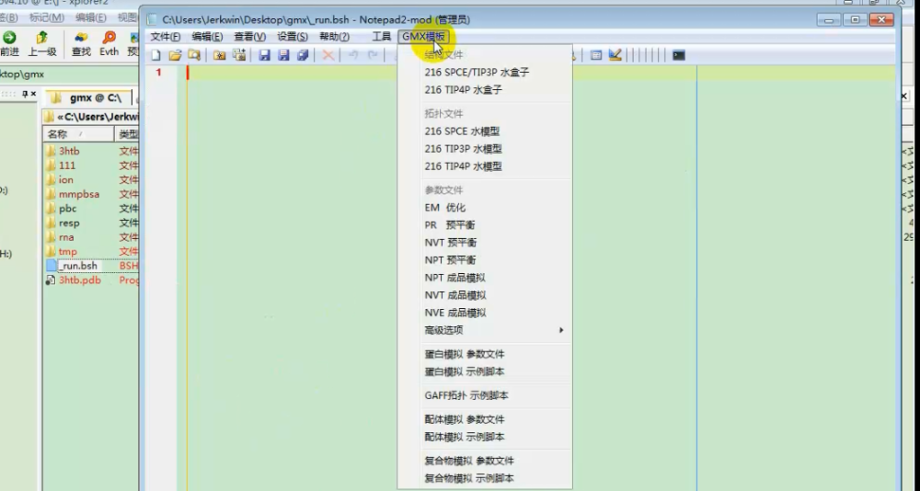 v4.10 @ E:\] - xplorer2
标记(M) 编辑(E) 视图
前进 上一级 查找 Evth 预
ktop\gmx
gmx @ C:\
«C:\Users\Jerkwin
名称 类型
3htb 文件
111 文件
ion 文件
mmpbsa 文件
pbc 文件
resp 文件
rna 文件
tmp 文件
_run.bsh BSH
3htb.pdb Prog
C:\Users\Jerkwin\Desktop\gmx\_run.bsh - Notepad2-mod (管理员)
文件(F) 编辑(E) 查看(V) 设置(S) 帮助(?) 工具 GMX模板
1
结构文件
216 SPCE/TIP3P 水盒子
216 TIP4P 水盒子
拓扑文件
216 SPCE 水模型
216 TIP3P 水模型
216 TIP4P 水模型
参数文件
EM 优化
PR 预平衡
NVT 预平衡
NPT 预平衡
NPT 成品模拟
NVT 成品模拟
NVE 成品模拟
高级选项
蛋白模拟 参数文件
蛋白模拟 示例脚本
GAFF拓扑 示例脚本
配体模拟 参数文件
配体模拟 示例脚本
复合物模拟 参数文件
复合物模拟 示例脚本